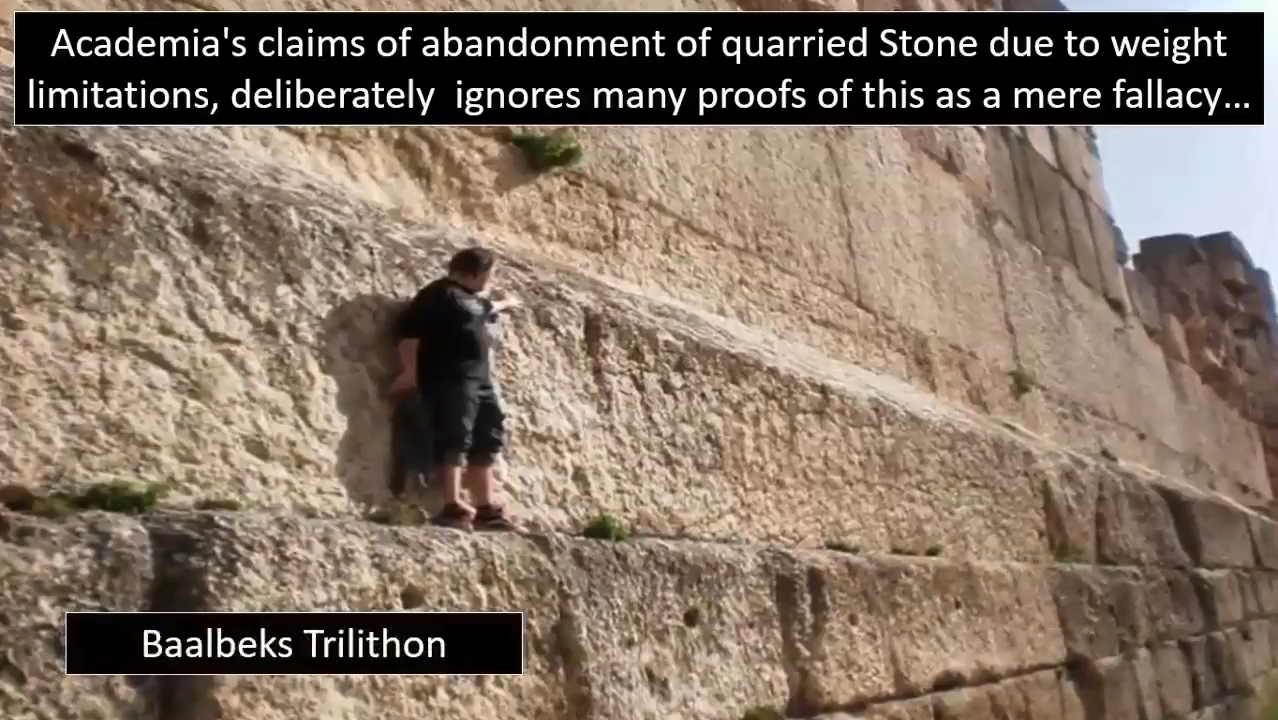 Academia's claims of abandonment of quarried Stone due to weight
limitations, deliberately  ignores many proofs of this as a mere fallacy...
Baalbeks Trilithon